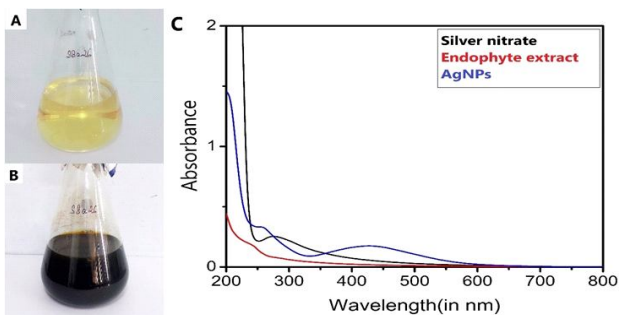 A
B
C
2
1
0
Absorbance
200
300
400
500
600
700
800
Wavelength(in nm)
Silver nitrate
Endophyte extract
AgNPs